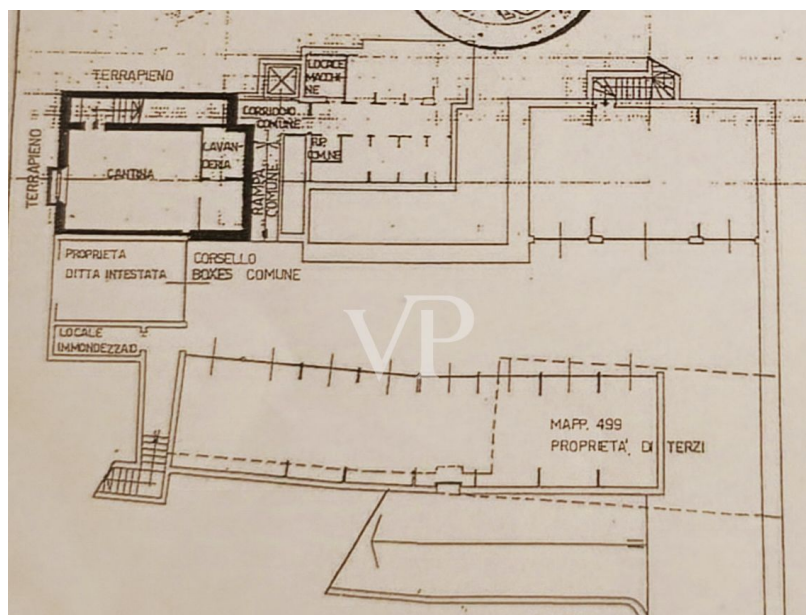 LOCALE
MACCHI
NE
TERRAPIENO
CORRIDOIO
COMUNE
RIP.
COMUNE
LAVAN
DERIA
CANTINA
TERRAPIENO
RAMPA
COMUNE
PROPRIETA
DITTA INTESTATA
CORSELLO
BOXES COMUNE
VP
LOCALE
IMMONDEZZAIO
MAPP. 499
PROPRIETA' DI TERZI